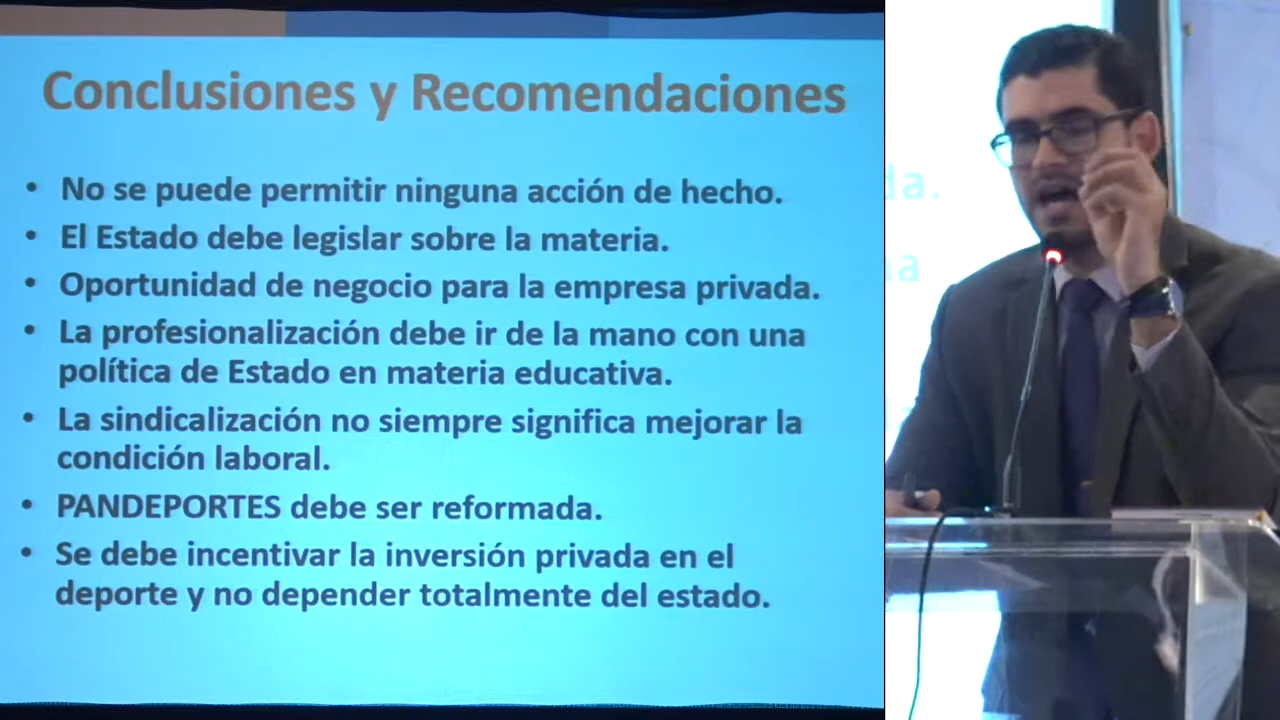 Conclusiones y Recomendaciones
• No se puede permitir ninguna acción de hecho.
• El Estado debe legislar sobre la materia.
• Oportunidad de negocio para la empresa privada.
• La profesionalización debe ir de la mano con una
política de Estado en materia educativa.
• La sindicalización no siempre significa mejorar la
condición laboral.
• PANDEPORTES debe ser reformada.
• Se debe incentivar la inversión privada en el
deporte y no depender totalmente del estado.
da.
na